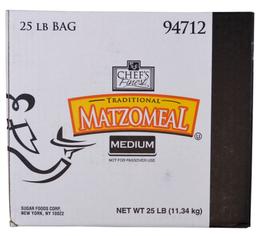 25 LB BAG 94712
CHEF'S
Finest
TRADITIONAL
MATZOMEAL
U
MEDIUM
NOT FOR PASSOVER USE
SUGAR FOODS CORP.
NEW YORK, NY 10022
NET WT 25 LB (11.34 kg)